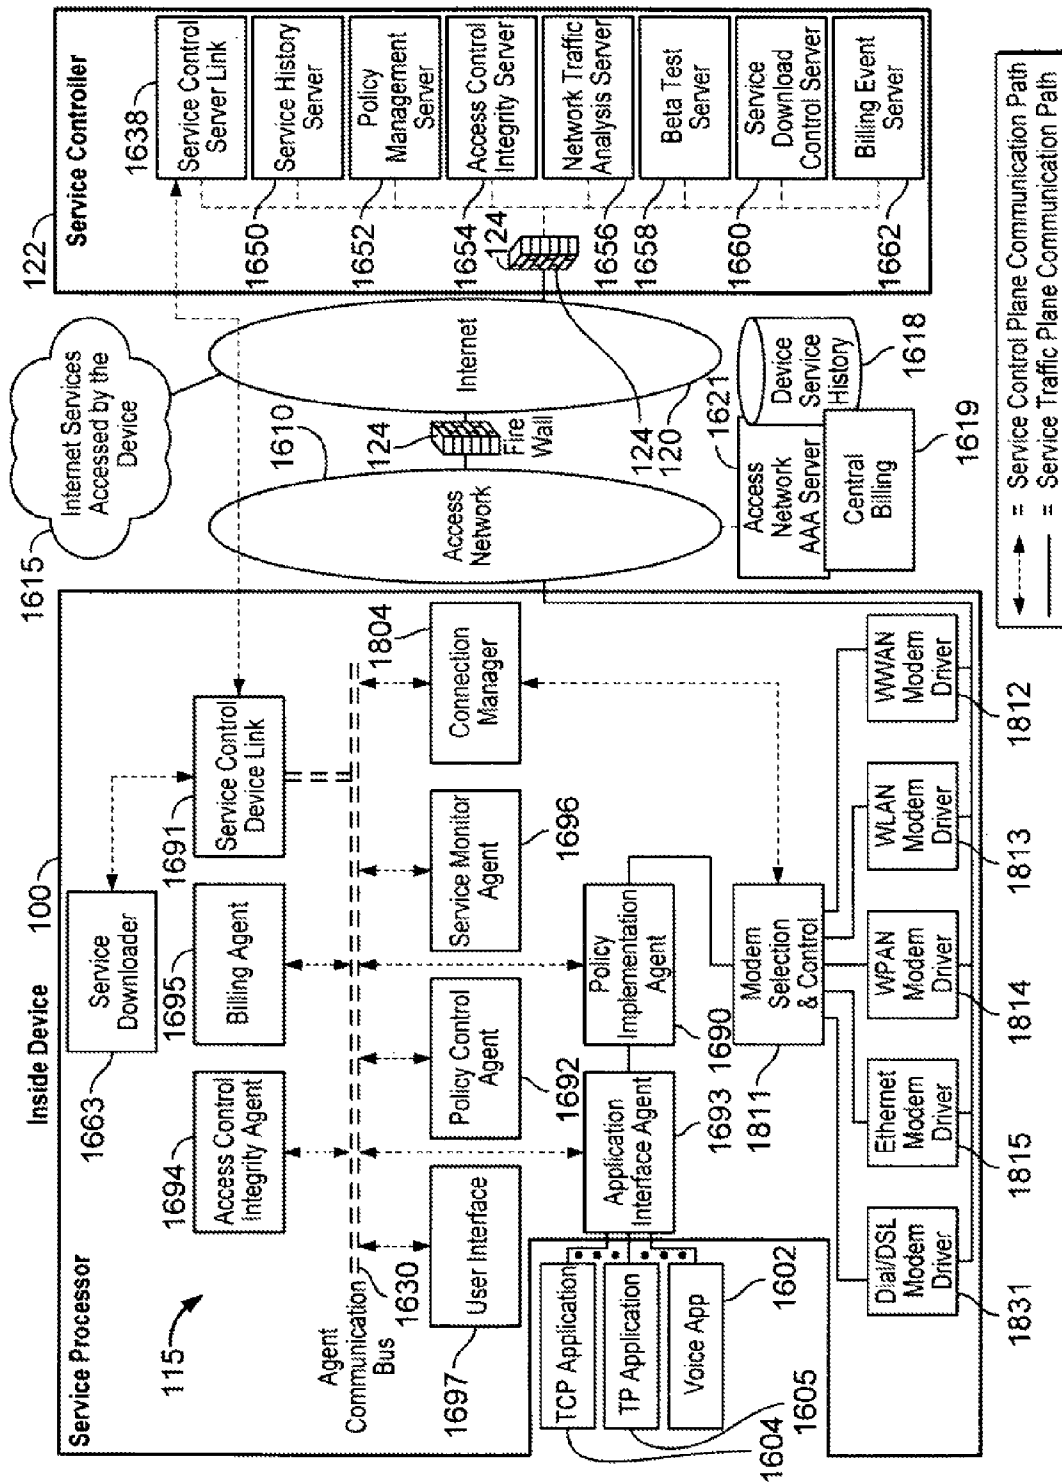 Service Processor
Inside Device
100
115
1663
Service
Downloader
1694
Access Control
Integrity Agent
1695
Billing Agent
1691
Service Control
Device Link
Agent
Communication
Bus
1630
User Interface
1697
Policy Control
Agent
1692
Service Monitor
Agent
1696
Connection
Manager
1804
TCP Application
TP Application
Voice App
1604
1605
1602
Application
Interface Agent
1693
Policy
Implementation
Agent
1690
Modem
Selection
& Control
1811
Dial/DSL
Modem
Driver
1831
Ethernet
Modem
Driver
1815
WPAN
Modem
Driver
1814
WLAN
Modem
Driver
1813
WWAN
Modem
Driver
1812
1615
Internet Services
Accessed by the
Device
1610
Access
Network
124
Fire
Wall
Internet
124
120
1621
Access
Network
AAA Server
Device
Service
History
1618
Central
Billing
1619
122
Service Controller
1638
Service Control
Server Link
1650
Service History
Server
1652
Policy
Management
Server
1654
Access Control
Integrity Server
124
1656
Network Traffic
Analysis Server
1658
Beta Test
Server
1660
Service
Download
Control Server
1662
Billing Event
Server
= Service Control Plane Communication Path
= Service Traffic Plane Communication Path